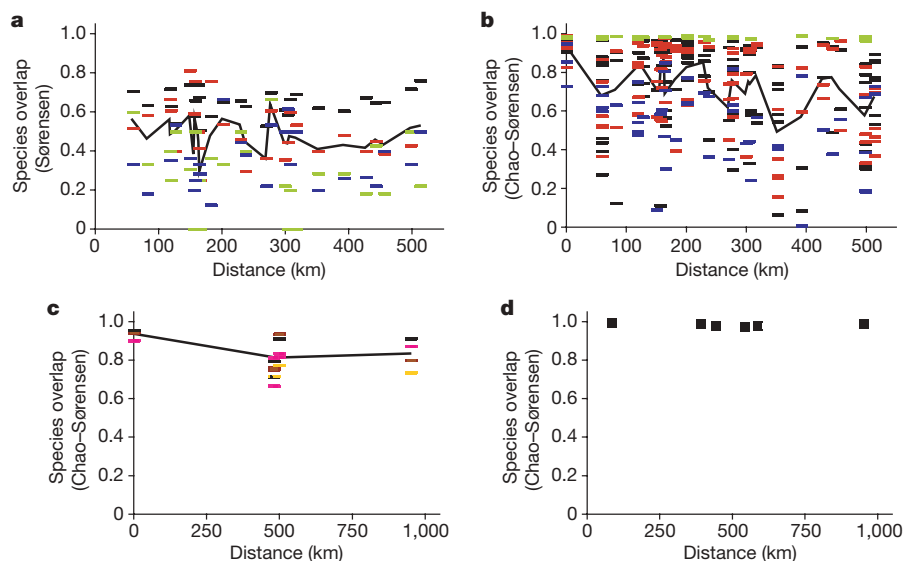 a
Species overlap
(Sørensen)
1.0
0.8
0.6
0.4
0.2
0
0 100 200 300 400 500
Distance (km)
b
Species overlap
(Chao–Sørensen)
1.0
0.8
0.6
0.4
0.2
0
0 100 200 300 400 500
Distance (km)
c
Species overlap
(Chao–Sørensen)
1.0
0.8
0.6
0.4
0.2
0
0 250 500 750 1,000
Distance (km)
d
Species overlap
(Chao–Sørensen)
1.0
0.8
0.6
0.4
0.2
0
0 250 500 750 1,000
Distance (km)